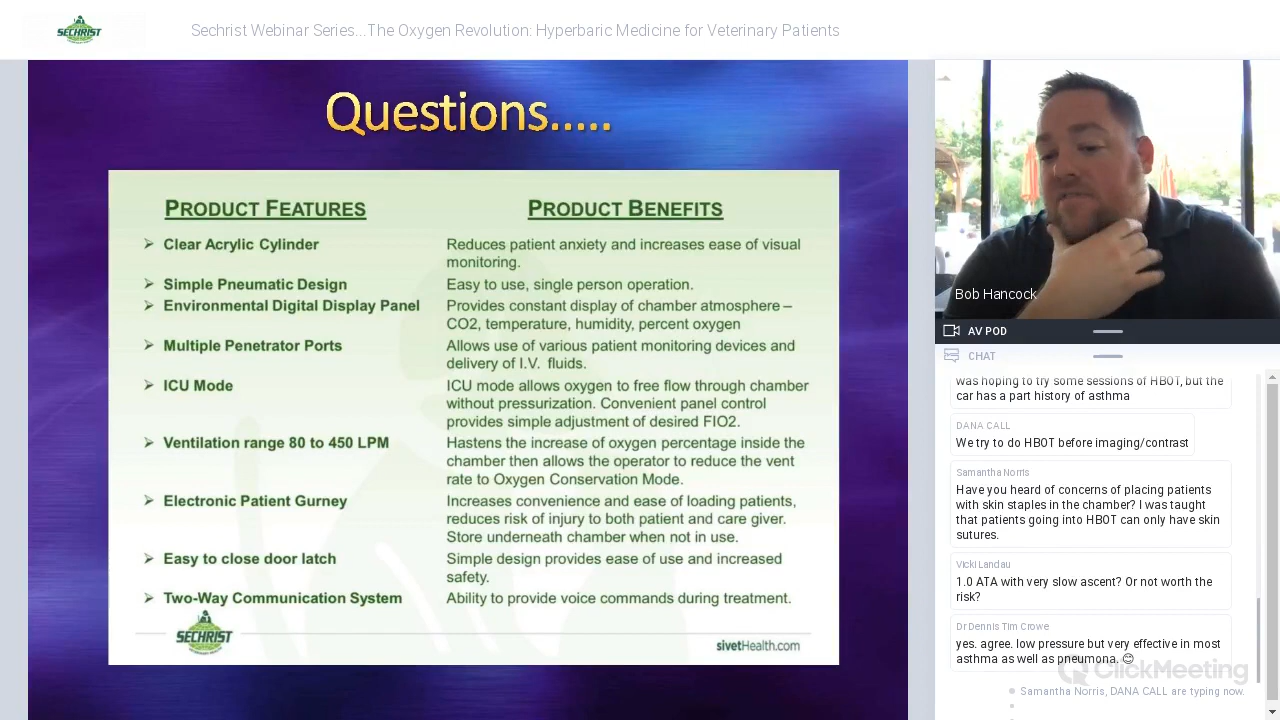 SECHRIST
Sechrist Webinar Series...The Oxygen Revolution: Hyperbaric Medicine for Veterinary Patients
Questions.....
PRODUCT FEATURES
PRODUCT BENEFITS
Clear Acrylic Cylinder
Reduces patient anxiety and increases ease of visual
monitoring.
Simple Pneumatic Design
Easy to use, single person operation.
Environmental Digital Display Panel
Provides constant display of chamber atmosphere –
CO2, temperature, humidity, percent oxygen
Multiple Penetrator Ports
Allows use of various patient monitoring devices and
delivery of I.V. fluids.
ICU Mode
ICU mode allows oxygen to free flow through chamber
without pressurization. Convenient panel control
provides simple adjustment of desired FIO2.
Ventilation range 80 to 450 LPM
Hastens the increase of oxygen percentage inside the
chamber then allows the operator to reduce the vent
rate to Oxygen Conservation Mode.
Electronic Patient Gurney
Increases convenience and ease of loading patients,
reduces risk of injury to both patient and care giver.
Store underneath chamber when not in use.
Easy to close door latch
Simple design provides ease of use and increased
safety.
Two-Way Communication System
Ability to provide voice commands during treatment.
SECHRIST
sivetHealth.com
Bob Hancock
AV POD
CHAT
was hoping to try some sessions of HBOT, but the
car has a part history of asthma
DANA CALL
We try to do HBOT before imaging/contrast
Samantha Norris
Have you heard of concerns of placing patients
with skin staples in the chamber? I was taught
that patients going into HBOT can only have skin
sutures.
Vicki Landau
1.0 ATA with very slow ascent? Or not worth the
risk?
Dr Dennis Tim Crowe
yes. agree. low pressure but very effective in most
asthma as well as pneumona. 😊
ClickMeeting
Samantha Norris, DANA CALL are typing now.